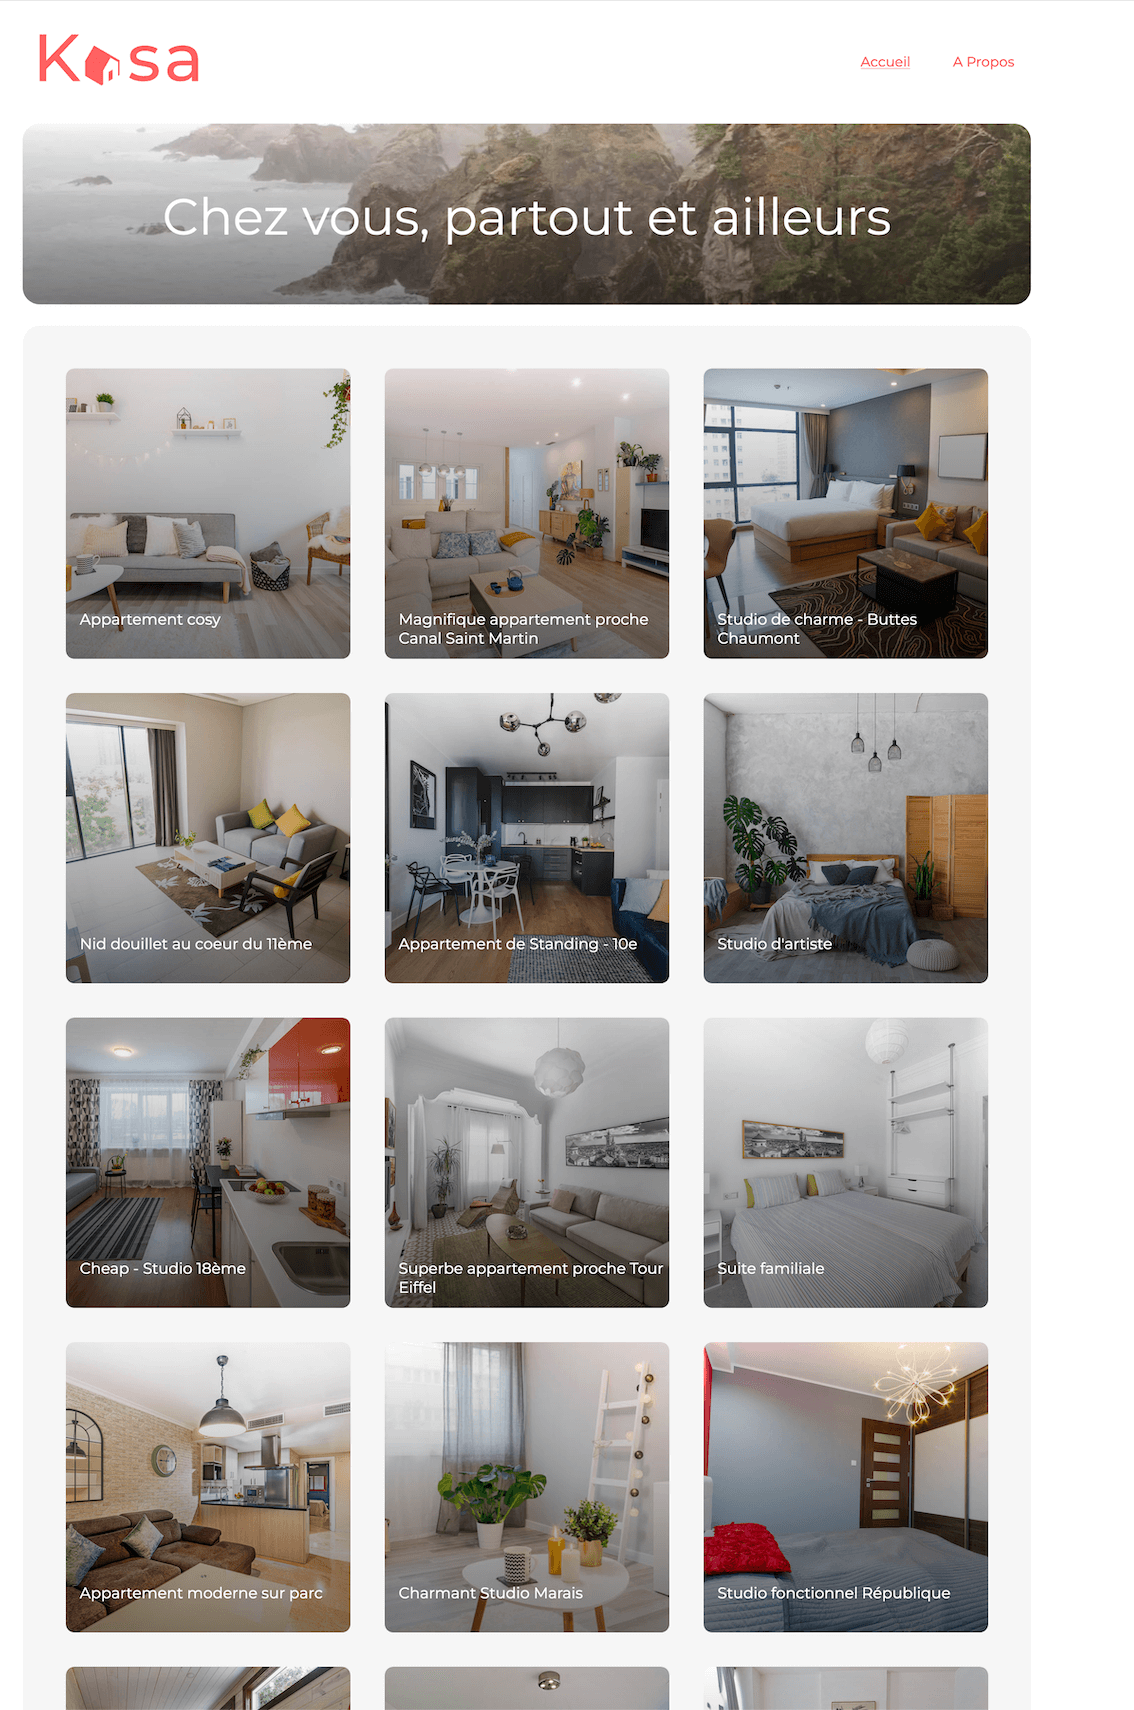 Kasa
Accueil
A Propos
Chez vous, partout et ailleurs
Appartement cosy
Magnifique appartement proche
Canal Saint Martin
Studio de charme - Buttes
Chaumont
Nid douillet au coeur du 11ème
Appartement de Standing - 10e
Studio d'artiste
Cheap - Studio 18ème
Superbe appartement proche Tour
Eiffel
Suite familiale
Appartement moderne sur parc
Charmant Studio Marais
Studio fonctionnel République